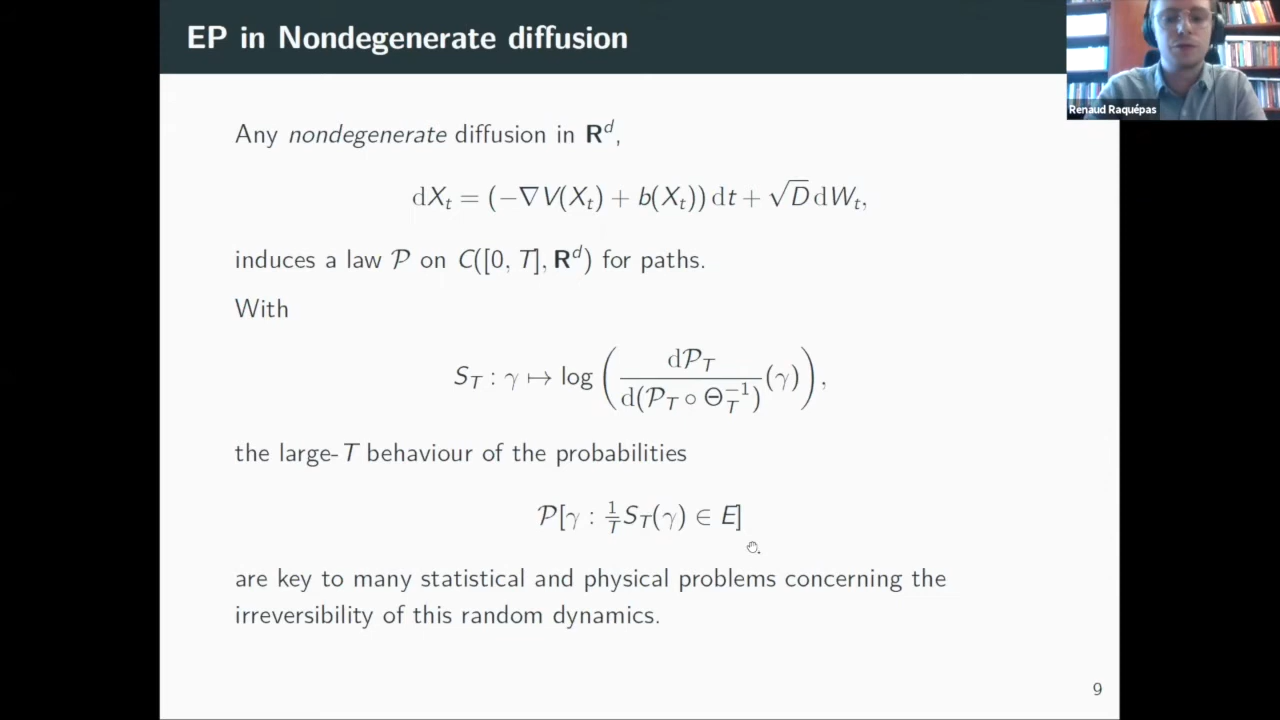 EP in Nondegenerate diffusion
Renaud Raquépas
Any nondegenerate diffusion in R^d,
dX_t = (−∇V(X_t) + b(X_t)) dt + √D dW_t,
induces a law 𝒫 on C([0, T], R^d) for paths.
With
S_T : γ ↦ log ( d𝒫_T / d(𝒫_T ∘ Θ_T^{−1}) (γ) ),
the large-T behaviour of the probabilities
𝒫[γ : 1/T S_T(γ) ∈ E]
are key to many statistical and physical problems concerning the
irreversibility of this random dynamics.
9